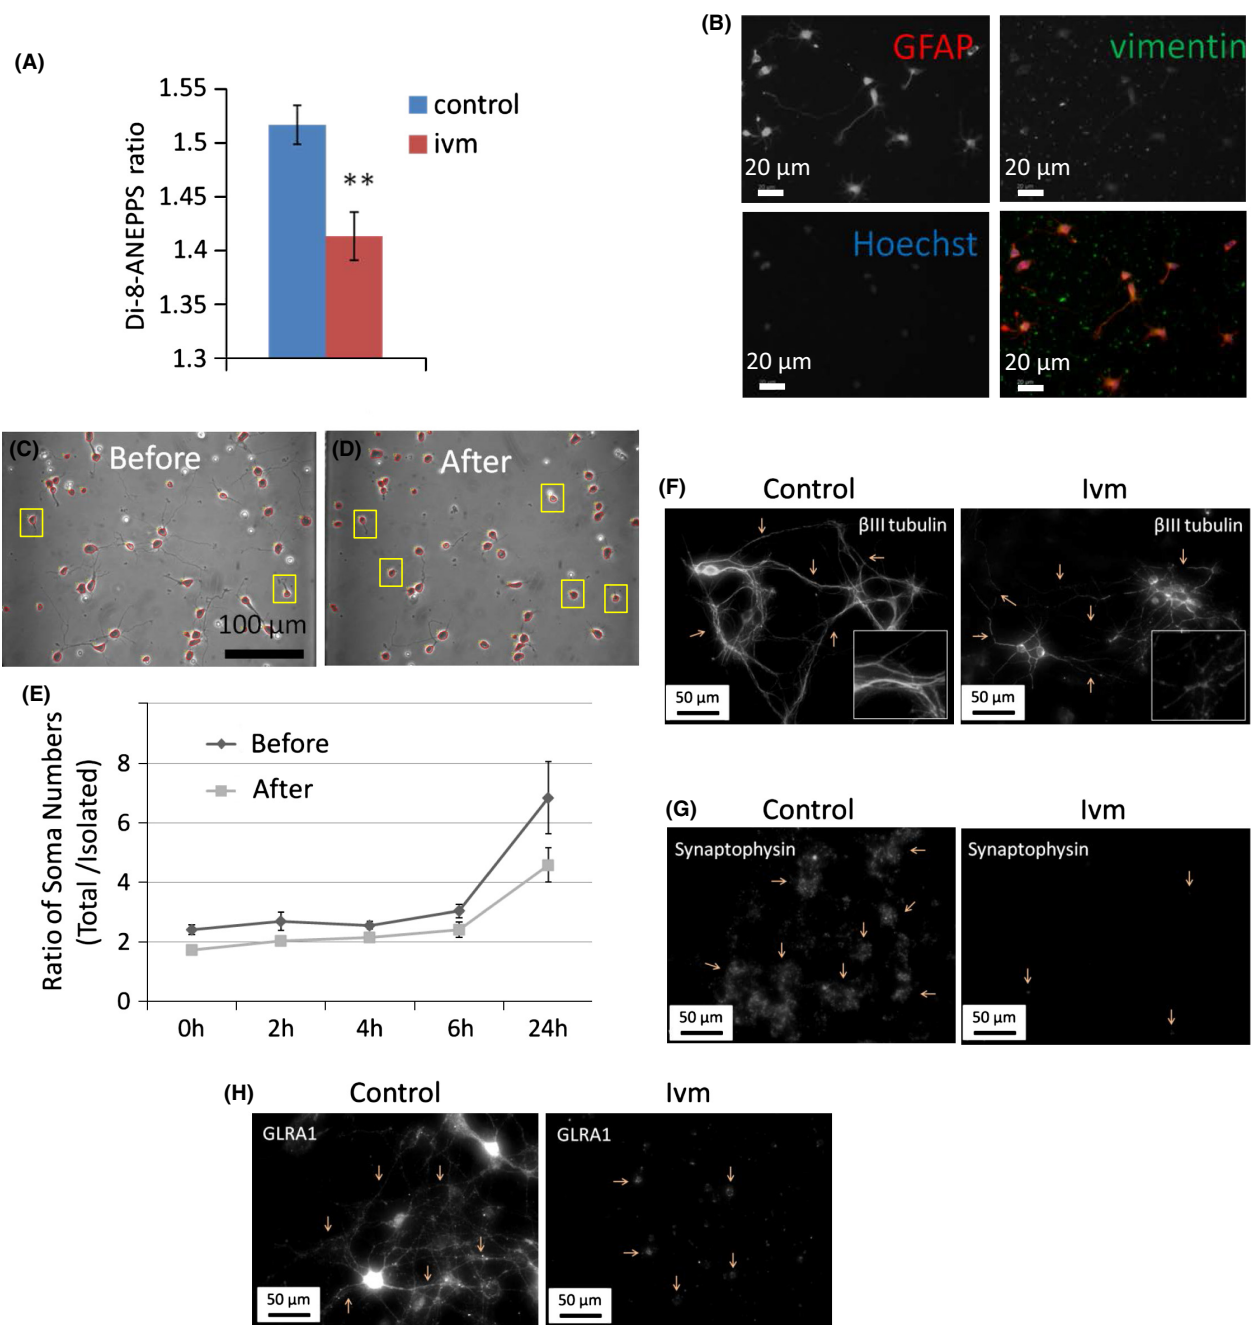 (A)
1.55
1.5
1.45
1.4
1.35
1.3
Di-8-ANEPPS ratio
control
ivm
**
(B)
GFAP
20 µm
vimentin
20 µm
Hoechst
20 µm
20 µm
(C)
Before
100 µm
(D)
After
(E)
Ratio of Soma Numbers
(Total /Isolated)
8
6
4
2
0
Before
After
0h 2h 4h 6h 24h
(F)
Control
Ivm
βIII tubulin
50 µm
βIII tubulin
50 µm
(G)
Control
Ivm
Synaptophysin
50 µm
Synaptophysin
50 µm
(H)
Control
Ivm
GLRA1
50 µm
GLRA1
50 µm